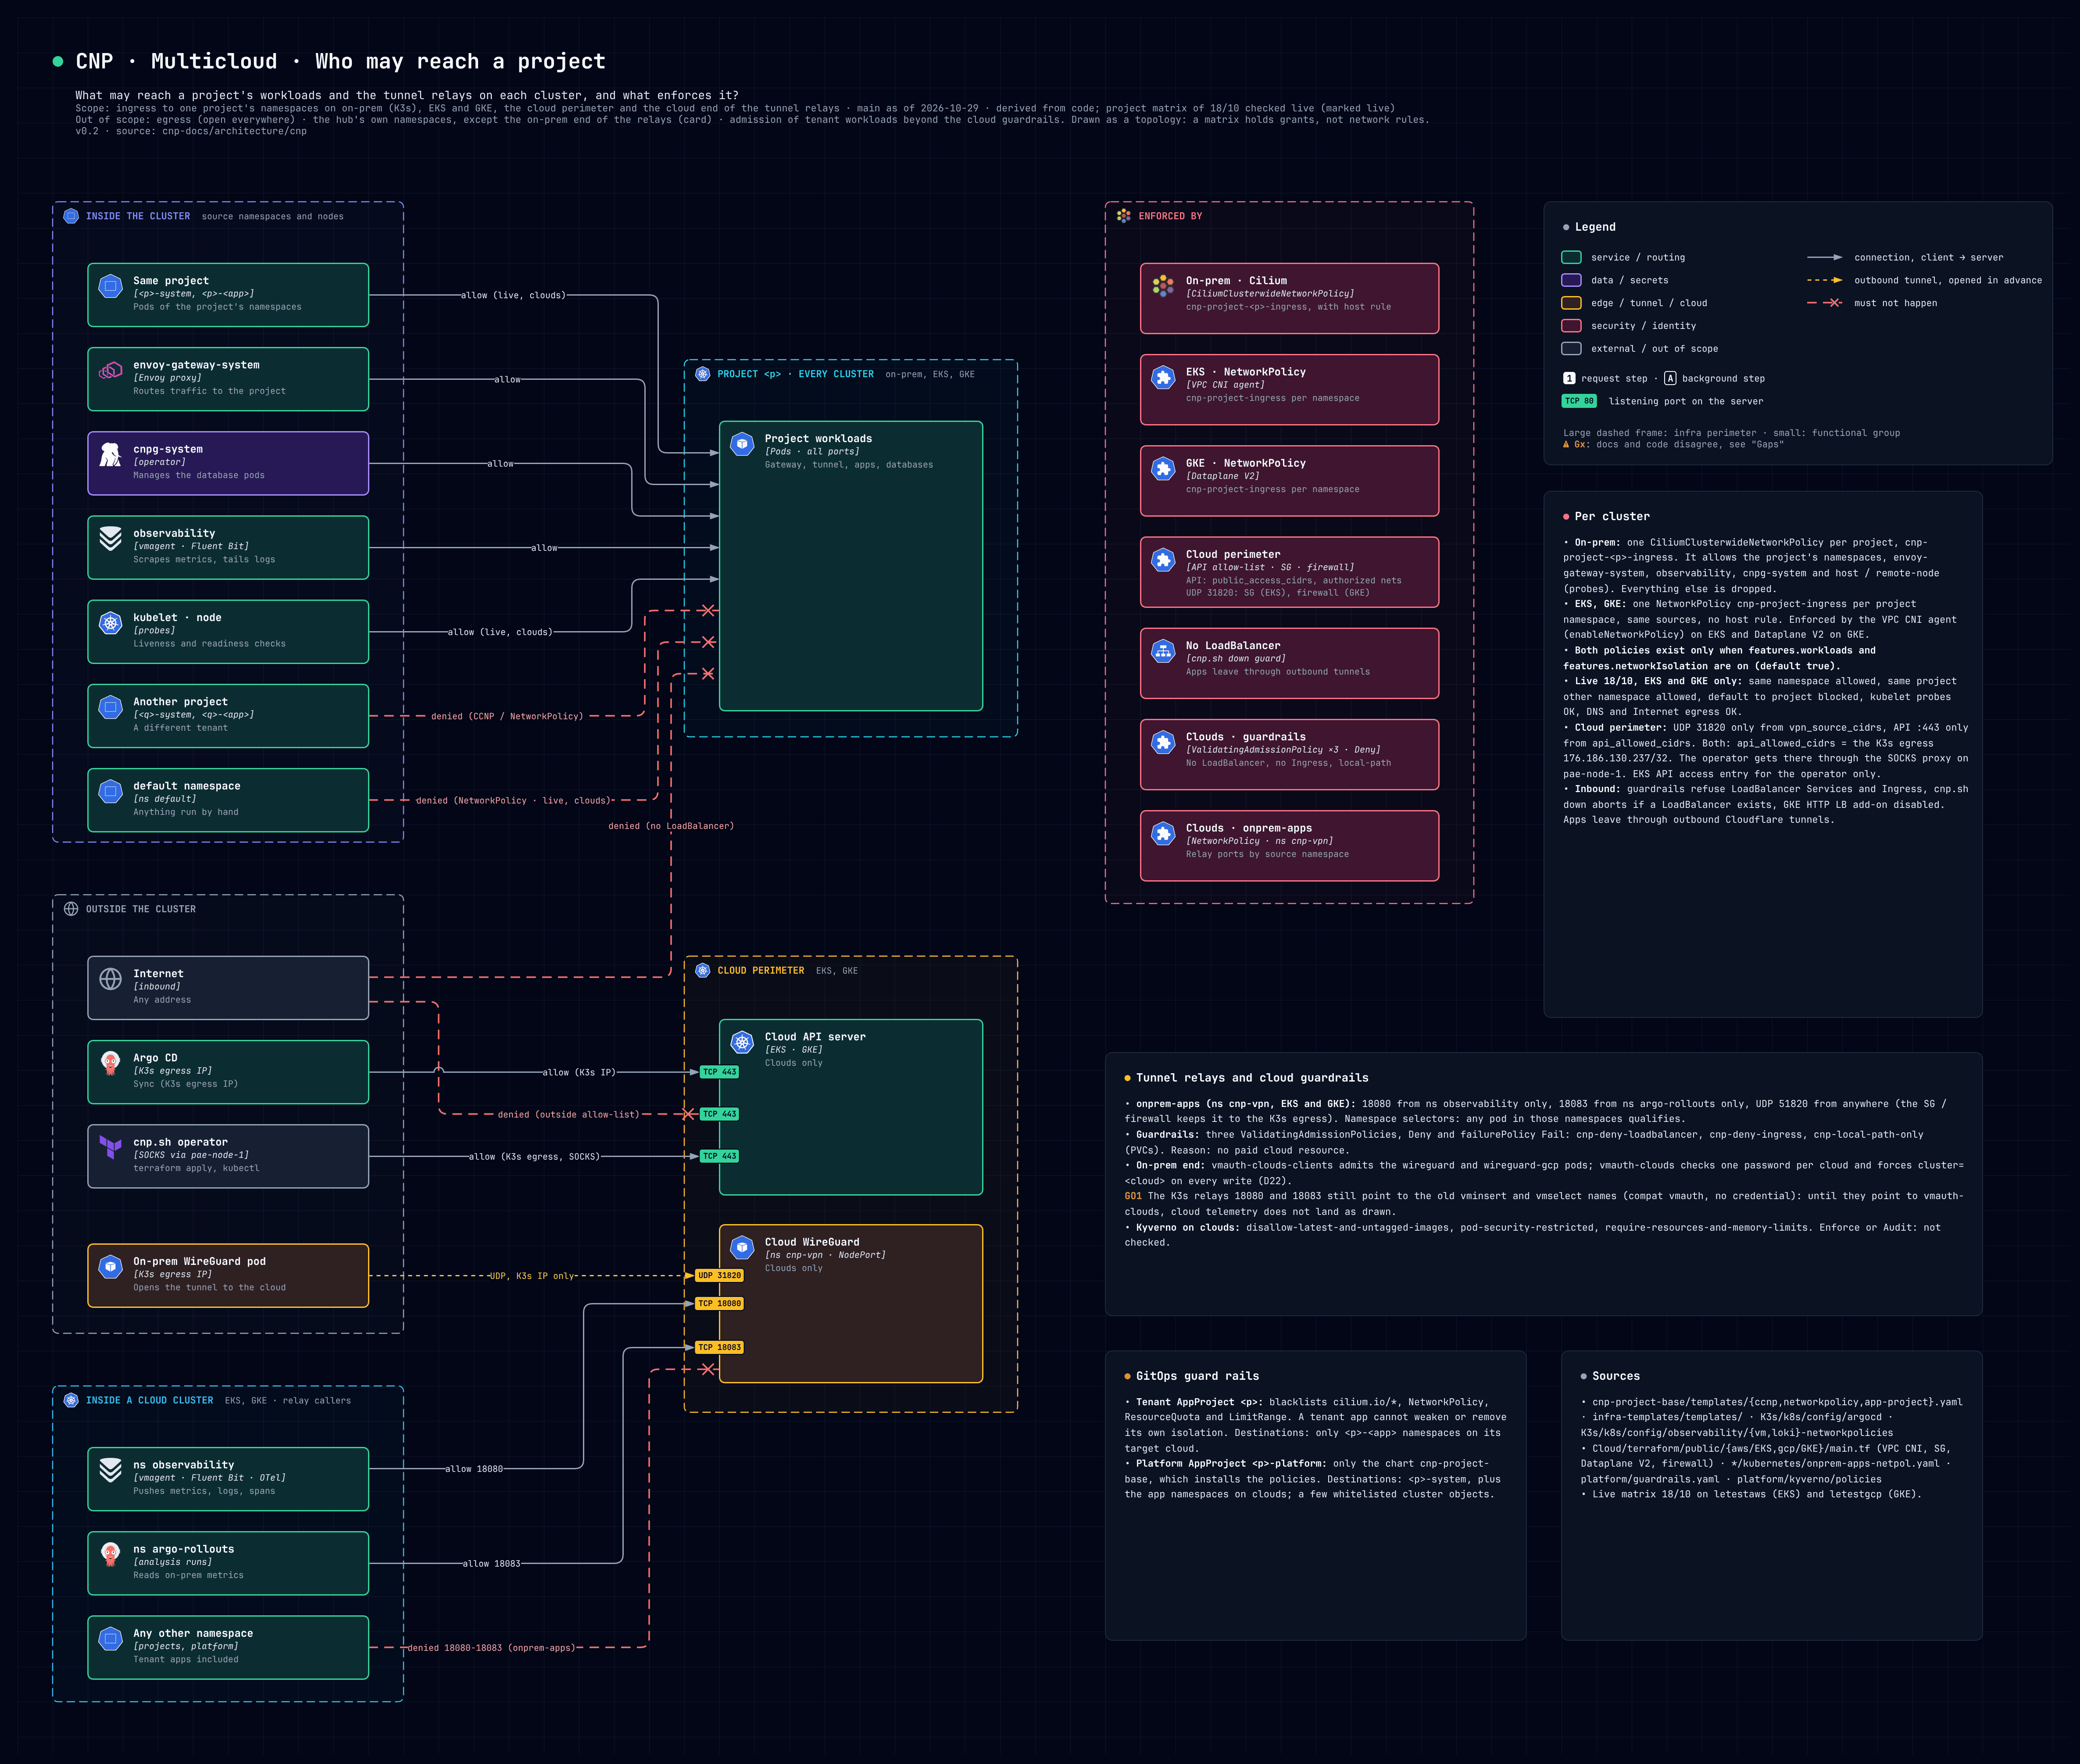 CNP · Multicloud · Who may reach a project
What may reach a project's workloads and the tunnel relays on each cluster, and what enforces it?
Scope: ingress to one project's namespaces on on-prem (K3s), EKS and GKE, the cloud perimeter and the cloud end of the tunnel relays · main as of 2026-10-29 · derived from code; project matrix of 18/10 checked live (marked live)
Out of scope: egress (open everywhere) · the hub's own namespaces, except the on-prem end of the relays (card) · admission of tenant workloads beyond the cloud guardrails. Drawn as a topology: a matrix holds grants, not network rules.
v0.2 · source: cnp-docs/architecture/cnp
INSIDE THE CLUSTER source namespaces and nodes
Same project
[<p>-system, <p>-<app>]
Pods of the project's namespaces
envoy-gateway-system
[Envoy proxy]
Routes traffic to the project
cnpg-system
[operator]
Manages the database pods
observability
[vmagent · Fluent Bit]
Scrapes metrics, tails logs
kubelet · node
[probes]
Liveness and readiness checks
Another project
[<q>-system, <q>-<app>]
A different tenant
default namespace
[ns default]
Anything run by hand
allow (live, clouds)
allow
allow
allow
allow (live, clouds)
denied (CCNP / NetworkPolicy)
denied (NetworkPolicy · live, clouds)
denied (no LoadBalancer)
PROJECT <p> · EVERY CLUSTER on-prem, EKS, GKE
Project workloads
[Pods · all ports]
Gateway, tunnel, apps, databases
ENFORCED BY
On-prem · Cilium
[CiliumClusterwideNetworkPolicy]
cnp-project-<p>-ingress, with host rule
EKS · NetworkPolicy
[VPC CNI agent]
cnp-project-ingress per namespace
GKE · NetworkPolicy
[Dataplane V2]
cnp-project-ingress per namespace
Cloud perimeter
[API allow-list · SG · firewall]
API: public_access_cidrs, authorized nets
UDP 31820: SG (EKS), firewall (GKE)
No LoadBalancer
[cnp.sh down guard]
Apps leave through outbound tunnels
Clouds · guardrails
[ValidatingAdmissionPolicy ×3 · Deny]
No LoadBalancer, no Ingress, local-path
Clouds · onprem-apps
[NetworkPolicy · ns cnp-vpn]
Relay ports by source namespace
Legend
service / routing
data / secrets
edge / tunnel / cloud
security / identity
external / out of scope
connection, client → server
outbound tunnel, opened in advance
must not happen
1 request step · A background step
TCP 80 listening port on the server
Large dashed frame: infra perimeter · small: functional group
⚠ Gx: docs and code disagree, see "Gaps"
Per cluster
• On-prem: one CiliumClusterwideNetworkPolicy per project, cnp-
project-<p>-ingress. It allows the project's namespaces, envoy-
gateway-system, observability, cnpg-system and host / remote-node
(probes). Everything else is dropped.
• EKS, GKE: one NetworkPolicy cnp-project-ingress per project
namespace, same sources, no host rule. Enforced by the VPC CNI agent
(enableNetworkPolicy) on EKS and Dataplane V2 on GKE.
• Both policies exist only when features.workloads and
features.networkIsolation are on (default true).
• Live 18/10, EKS and GKE only: same namespace allowed, same project
other namespace allowed, default to project blocked, kubelet probes
OK, DNS and Internet egress OK.
• Cloud perimeter: UDP 31820 only from vpn_source_cidrs, API :443 only
from api_allowed_cidrs. Both: api_allowed_cidrs = the K3s egress
176.186.130.237/32. The operator gets there through the SOCKS proxy on
pae-node-1. EKS API access entry for the operator only.
• Inbound: guardrails refuse LoadBalancer Services and Ingress, cnp.sh
down aborts if a LoadBalancer exists, GKE HTTP LB add-on disabled.
Apps leave through outbound Cloudflare tunnels.
OUTSIDE THE CLUSTER
Internet
[inbound]
Any address
Argo CD
[K3s egress IP]
Sync (K3s egress IP)
cnp.sh operator
[SOCKS via pae-node-1]
terraform apply, kubectl
On-prem WireGuard pod
[K3s egress IP]
Opens the tunnel to the cloud
allow (K3s IP)
denied (outside allow-list)
allow (K3s egress, SOCKS)
UDP, K3s IP only
CLOUD PERIMETER EKS, GKE
Cloud API server
[EKS · GKE]
Clouds only
TCP 443
TCP 443
TCP 443
Cloud WireGuard
[ns cnp-vpn · NodePort]
Clouds only
UDP 31820
TCP 18080
TCP 18083
INSIDE A CLOUD CLUSTER EKS, GKE · relay callers
ns observability
[vmagent · Fluent Bit · OTel]
Pushes metrics, logs, spans
ns argo-rollouts
[analysis runs]
Reads on-prem metrics
Any other namespace
[projects, platform]
Tenant apps included
allow 18080
allow 18083
denied 18080-18083 (onprem-apps)
Tunnel relays and cloud guardrails
• onprem-apps (ns cnp-vpn, EKS and GKE): 18080 from ns observability only, 18083 from ns argo-rollouts only, UDP 51820 from anywhere (the SG /
firewall keeps it to the K3s egress). Namespace selectors: any pod in those namespaces qualifies.
• Guardrails: three ValidatingAdmissionPolicies, Deny and failurePolicy Fail: cnp-deny-loadbalancer, cnp-deny-ingress, cnp-local-path-only
(PVCs). Reason: no paid cloud resource.
• On-prem end: vmauth-clouds-clients admits the wireguard and wireguard-gcp pods; vmauth-clouds checks one password per cloud and forces cluster=
<cloud> on every write (D22).
GO1 The K3s relays 18080 and 18083 still point to the old vminsert and vmselect names (compat vmauth, no credential): until they point to vmauth-
clouds, cloud telemetry does not land as drawn.
• Kyverno on clouds: disallow-latest-and-untagged-images, pod-security-restricted, require-resources-and-memory-limits. Enforce or Audit: not
checked.
GitOps guard rails
• Tenant AppProject <p>: blacklists cilium.io/*, NetworkPolicy,
ResourceQuota and LimitRange. A tenant app cannot weaken or remove
its own isolation. Destinations: only <p>-<app> namespaces on its
target cloud.
• Platform AppProject <p>-platform: only the chart cnp-project-
base, which installs the policies. Destinations: <p>-system, plus
the app namespaces on clouds; a few whitelisted cluster objects.
Sources
• cnp-project-base/templates/{ccnp,networkpolicy,app-project}.yaml
· infra-templates/templates/ · K3s/k8s/config/argocd ·
K3s/k8s/config/observability/{vm,loki}-networkpolicies
• Cloud/terraform/public/{aws/EKS,gcp/GKE}/main.tf (VPC CNI, SG,
Dataplane V2, firewall) · */kubernetes/onprem-apps-netpol.yaml ·
platform/guardrails.yaml · platform/kyverno/policies
• Live matrix 18/10 on letestaws (EKS) and letestgcp (GKE).